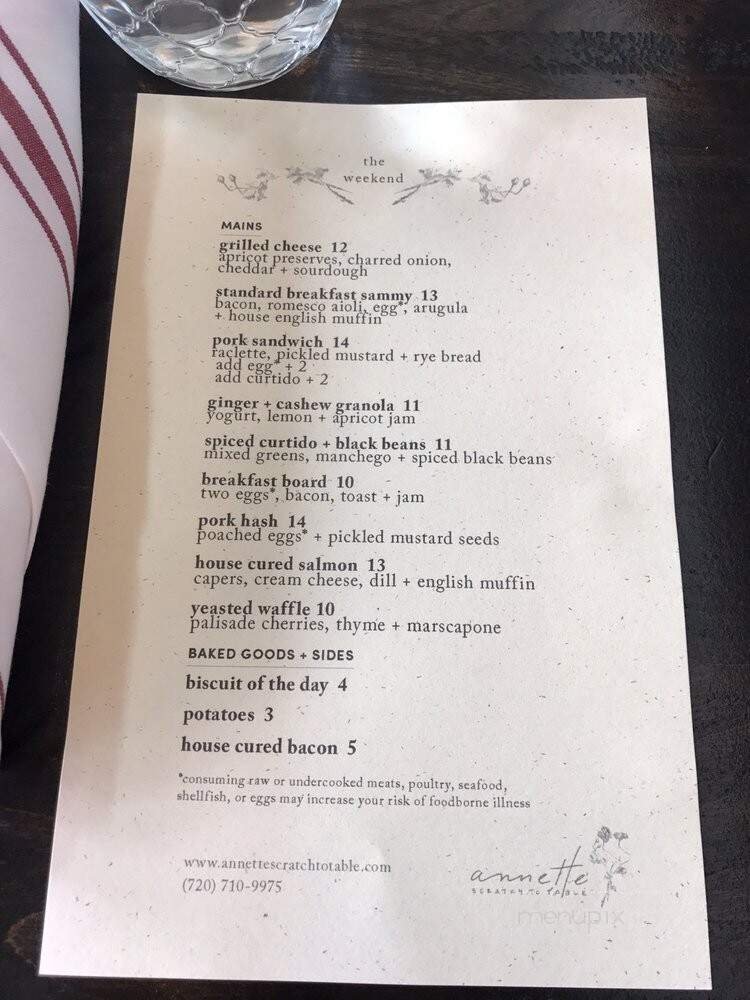 the
weekend
MAINS
grilled cheese 12
apricot preserves, charred onion,
cheddar + sourdough
standard breakfast sammy 13
bacon, romesco aioli, egg*, arugula
+ house english muffin
pork sandwich 14
raclette, pickled mustard + rye bread
add egg* + 2
add curtido + 2
ginger + cashew granola 11
yogurt, lemon + apricot jam
spiced curtido + black beans 11
mixed greens, manchego + spiced black beans
breakfast board 10
two eggs*, bacon, toast + jam
pork hash 14
poached eggs* + pickled mustard seeds
house cured salmon 13
capers, cream cheese, dill + english muffin
yeasted waffle 10
palisade cherries, thyme + marscapone
BAKED GOODS + SIDES
biscuit of the day 4
potatoes 3
house cured bacon 5
*consuming raw or undercooked meats, poultry, seafood,
shellfish, or eggs may increase your risk of foodborne illness
www.annettescratchtotable.com
(720) 710-9975
annette
SCRATCH TO TABLE
menupix